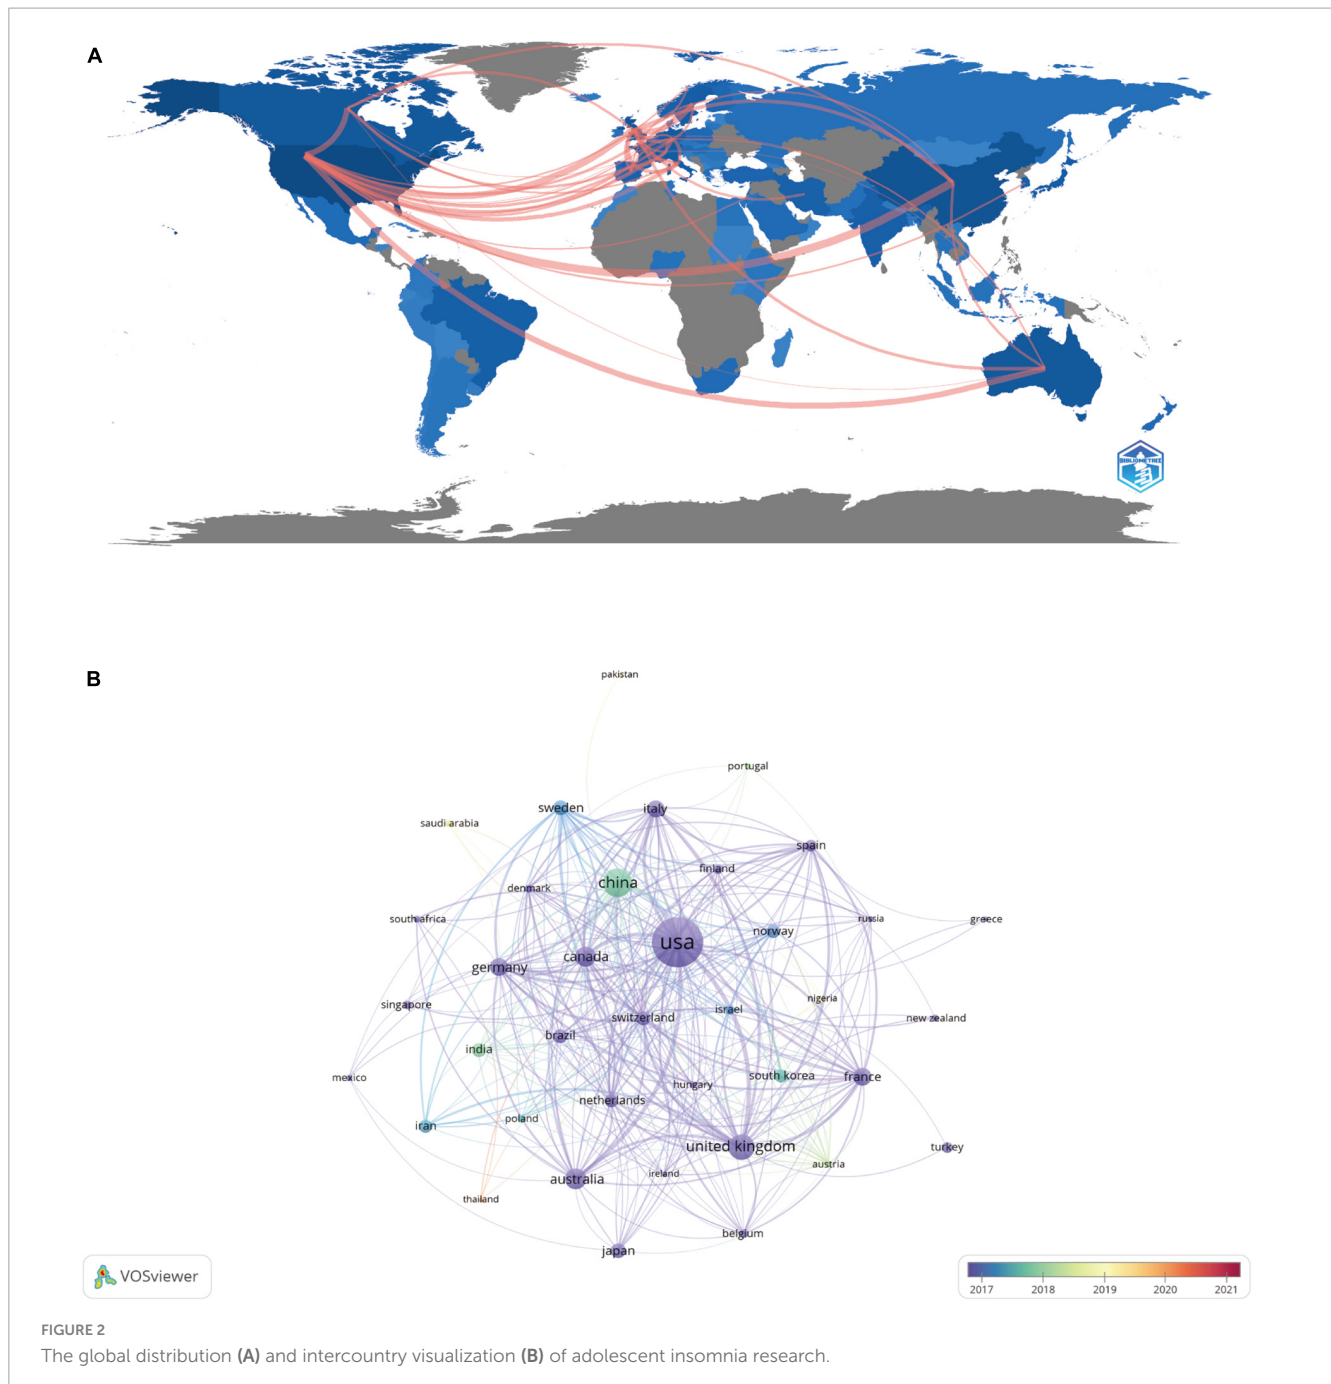 A
BIBLIOMETRIX
B
pakistan
portugal
sweden
italy
saudi arabia
spain
finland
china
denmark
south africa
russia
greece
usa
norway
canada
germany
nigeria
singapore
israel
switzerland
new zealand
brazil
india
south korea
france
mexico
hungary
netherlands
poland
iran
united kingdom
turkey
austria
ireland
australia
thailand
belgium
japan
VOSviewer
2017 2018 2019 2020 2021
FIGURE 2
The global distribution (A) and intercountry visualization (B) of adolescent insomnia research.